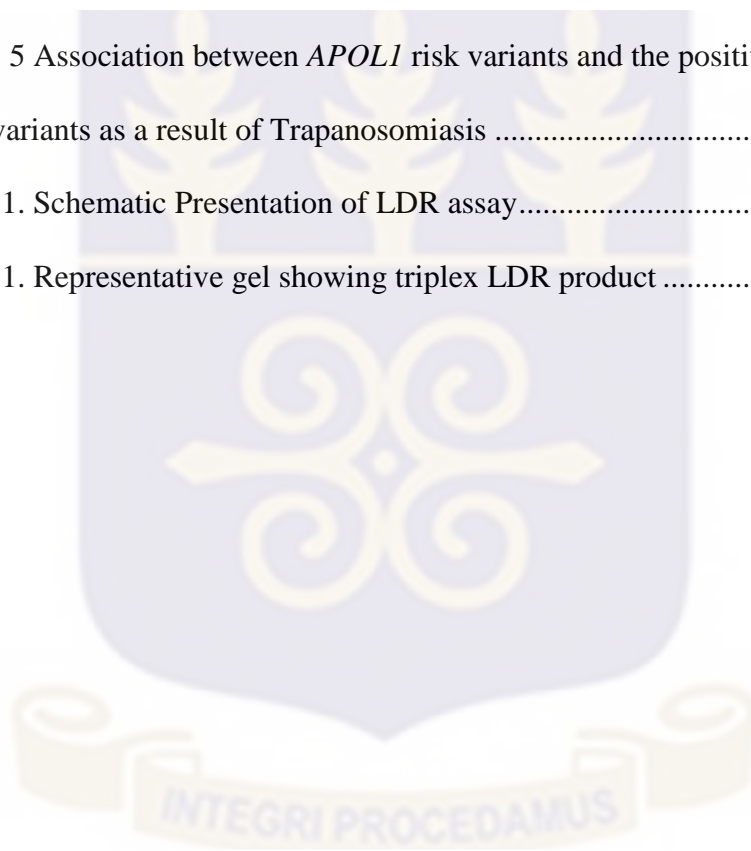 5 Association between APOL1 risk variants and the positi
variants as a result of Trapanosomiasis ..............................
1. Schematic Presentation of LDR assay..............................
1. Representative gel showing triplex LDR product ...........
INTEGRI PROCEDAMUS